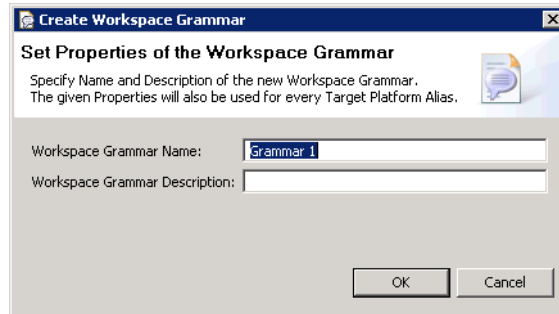 Create Workspace Grammar
Set Properties of the Workspace Grammar
Specify Name and Description of the new Workspace Grammar.
The given Properties will also be used for every Target Platform Alias.
Workspace Grammar Name: Grammar 1
Workspace Grammar Description:
OK Cancel